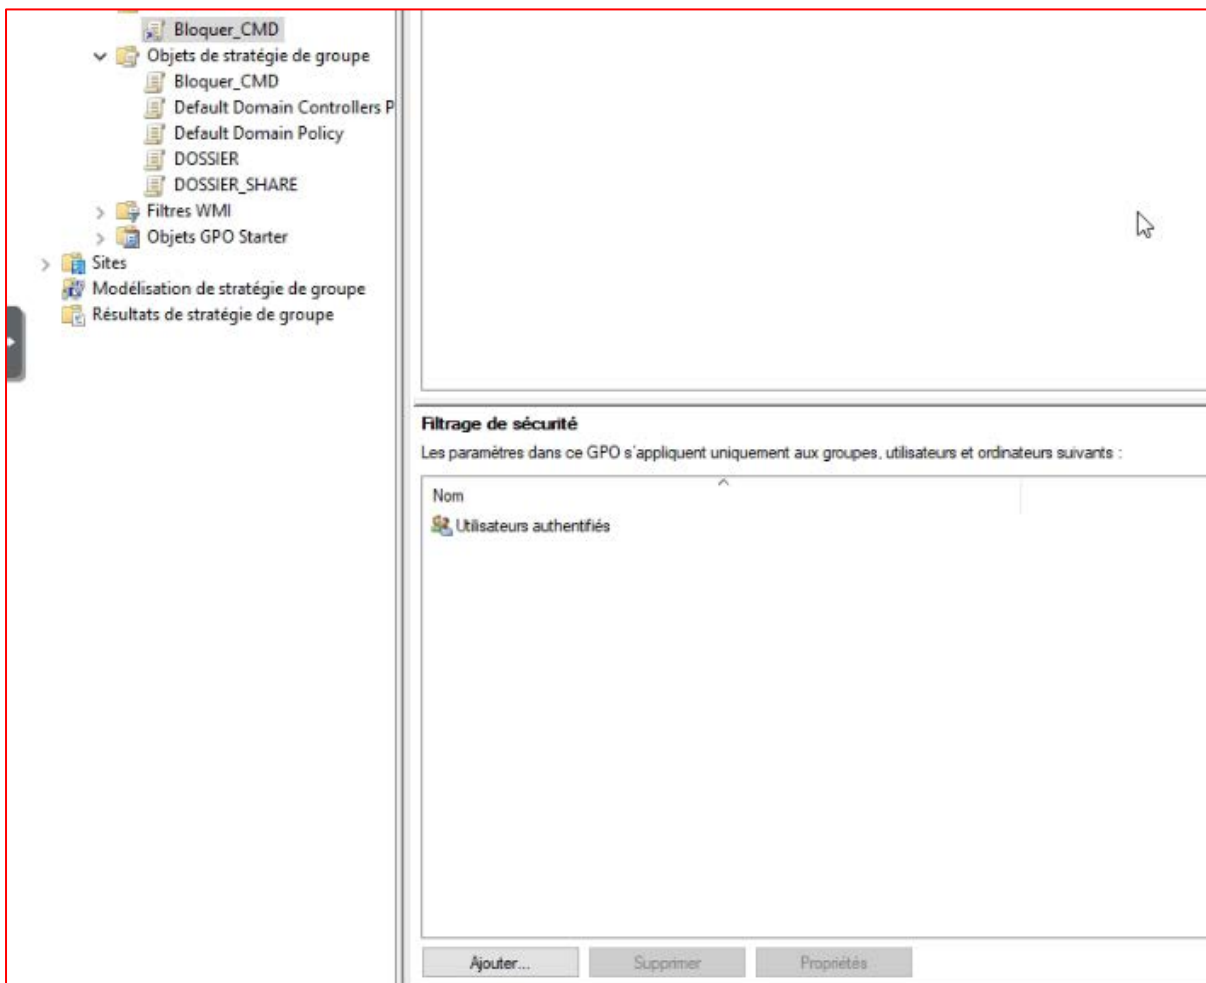 Bloquer_CMD
Objets de stratégie de groupe
Bloquer_CMD
Default Domain Controllers P
Default Domain Policy
DOSSIER
DOSSIER_SHARE
Filtres WMI
Objets GPO Starter
Sites
Modélisation de stratégie de groupe
Résultats de stratégie de groupe
Filtrage de sécurité
Les paramètres dans ce GPO s'appliquent uniquement aux groupes, utilisateurs et ordinateurs suivants :
Nom
Utilisateurs authentifiés
Ajouter... Supprimer Propriétés